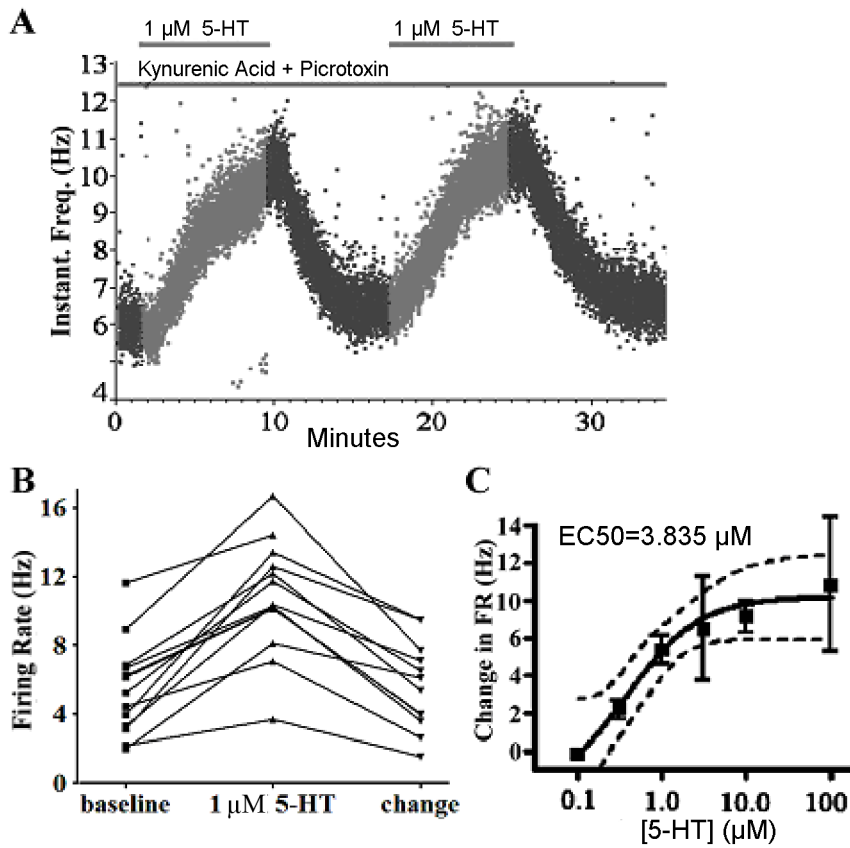 A
1 µM 5-HT 1 µM 5-HT
Kynurenic Acid + Picrotoxin
Instant. Freq. (Hz)
13
12
11
10
9
8
7
6
4
0 10 20 30
Minutes
B
Firing Rate (Hz)
16
12
8
4
0
baseline 1 µM 5-HT change
C
EC50=3.835 µM
Change in FR (Hz)
14
12
10
6
4
2
0
0.1 1.0 10.0 100
[5-HT] (µM)